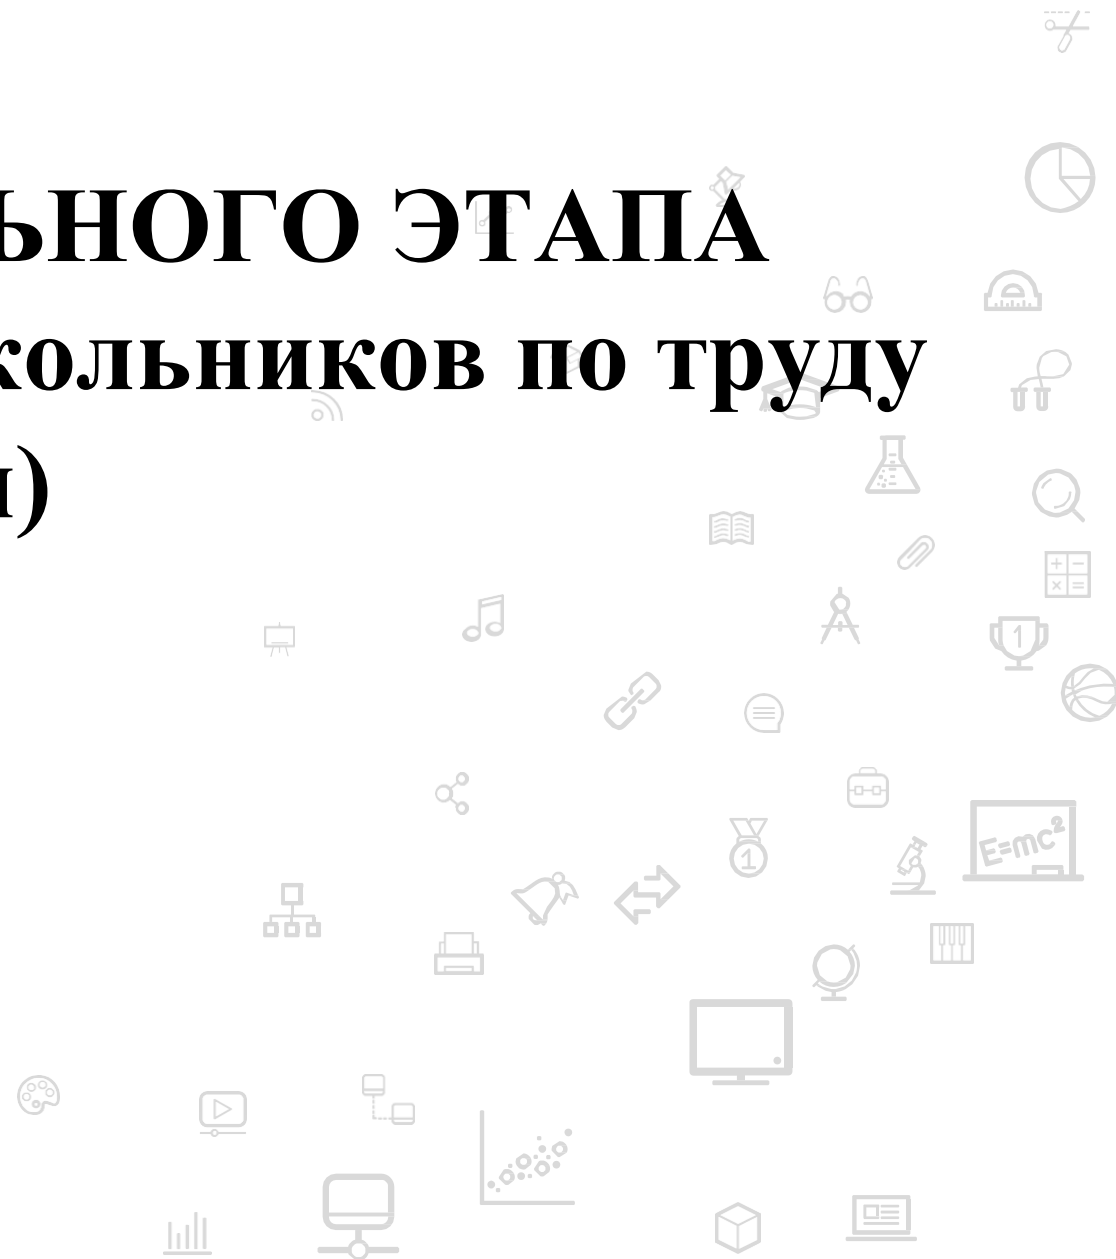 ЬНОГО ЭТАПА
кольников по труду
)
E=mc²